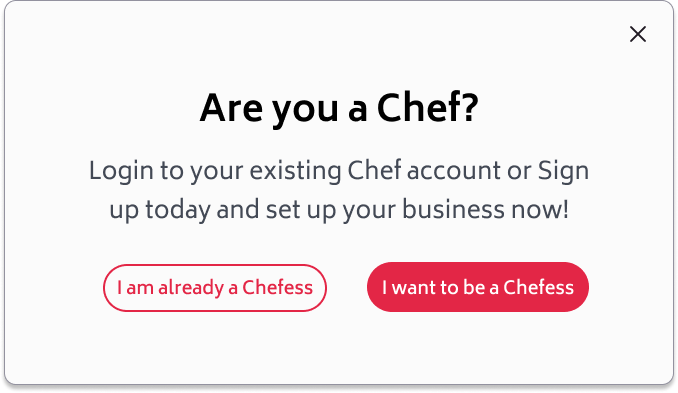 Are you a Chef?
Login to your existing Chef account or Sign
up today and set up your business now!
I am already a Chefess
I want to be a Chefess